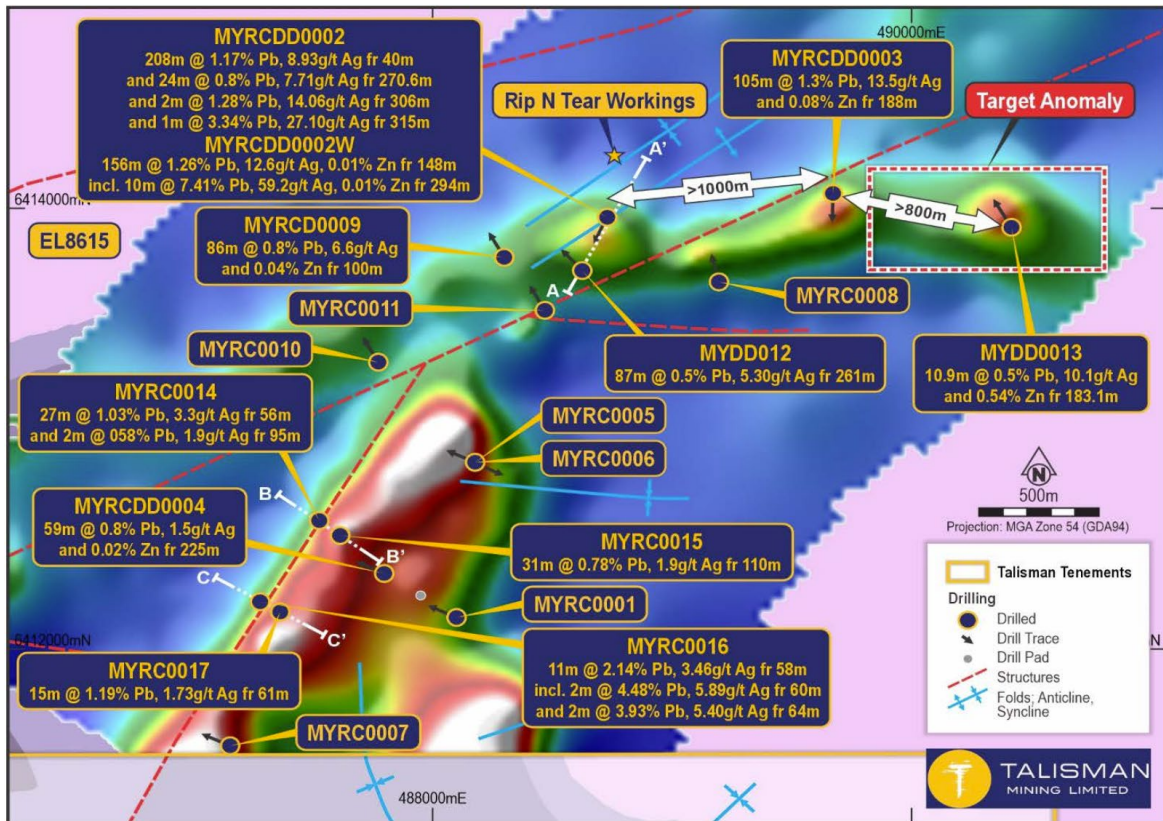 MYRCDD0002
208m @ 1.17% Pb, 8.93g/t Ag fr 40m
and 24m @ 0.8% Pb, 7.71g/t Ag fr 270.6m
and 2m @ 1.28% Pb, 14.06g/t Ag fr 306m
and 1m @ 3.34% Pb, 27.10g/t Ag fr 315m
MYRCDD0002W
156m @ 1.26% Pb, 12.6g/t Ag, 0.01% Zn fr 148m
incl. 10m @ 7.41% Pb, 59.2g/t Ag, 0.01% Zn fr 294m
490000mE
MYRCDD0003
105m @ 1.3% Pb, 13.5g/t Ag
and 0.08% Zn fr 188m
Rip N Tear Workings
Target Anomaly
A'
>1000m
>800m
6414000mN
EL8615
MYRCD0009
86m @ 0.8% Pb, 6.6g/t Ag
and 0.04% Zn fr 100m
A
MYRC0008
MYRC0011
MYRC0010
MYDD012
87m @ 0.5% Pb, 5.30g/t Ag fr 261m
MYDD0013
10.9m @ 0.5% Pb, 10.1g/t Ag
and 0.54% Zn fr 183.1m
MYRC0014
27m @ 1.03% Pb, 3.3g/t Ag fr 56m
and 2m @ 058% Pb, 1.9g/t Ag fr 95m
MYRC0005
MYRC0006
N
500m
Projection: MGA Zone 54 (GDA94)
B
MYRCDD0004
59m @ 0.8% Pb, 1.5g/t Ag
and 0.02% Zn fr 225m
B'
MYRC0015
31m @ 0.78% Pb, 1.9g/t Ag fr 110m
C
MYRC0001
C'
6412000mN
mN
MYRC0017
15m @ 1.19% Pb, 1.73g/t Ag fr 61m
MYRC0016
11m @ 2.14% Pb, 3.46g/t Ag fr 58m
incl. 2m @ 4.48% Pb, 5.89g/t Ag fr 60m
and 2m @ 3.93% Pb, 5.40g/t Ag fr 64m
MYRC0007
488000mE
Talisman Tenements
Drilling
Drilled
Drill Trace
Drill Pad
Structures
Folds; Anticline,
Syncline
TALISMAN
MINING LIMITED